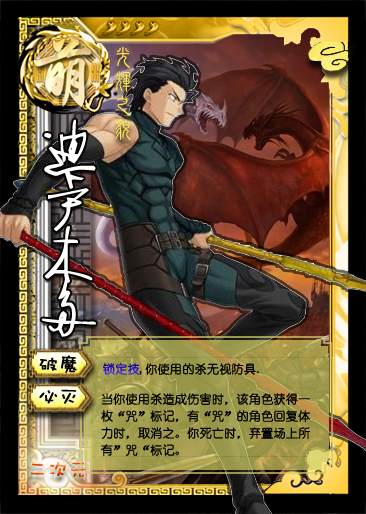 萌
光輝之貌
迪卢木多
破魔
锁定技,你使用的杀无视防具.
必灭
当你使用杀造成伤害时，该角色获得一
枚“咒”标记，有“咒”的角色回复体
力时，取消之。你死亡时，弃置场上所
有”咒“标记。
二次元